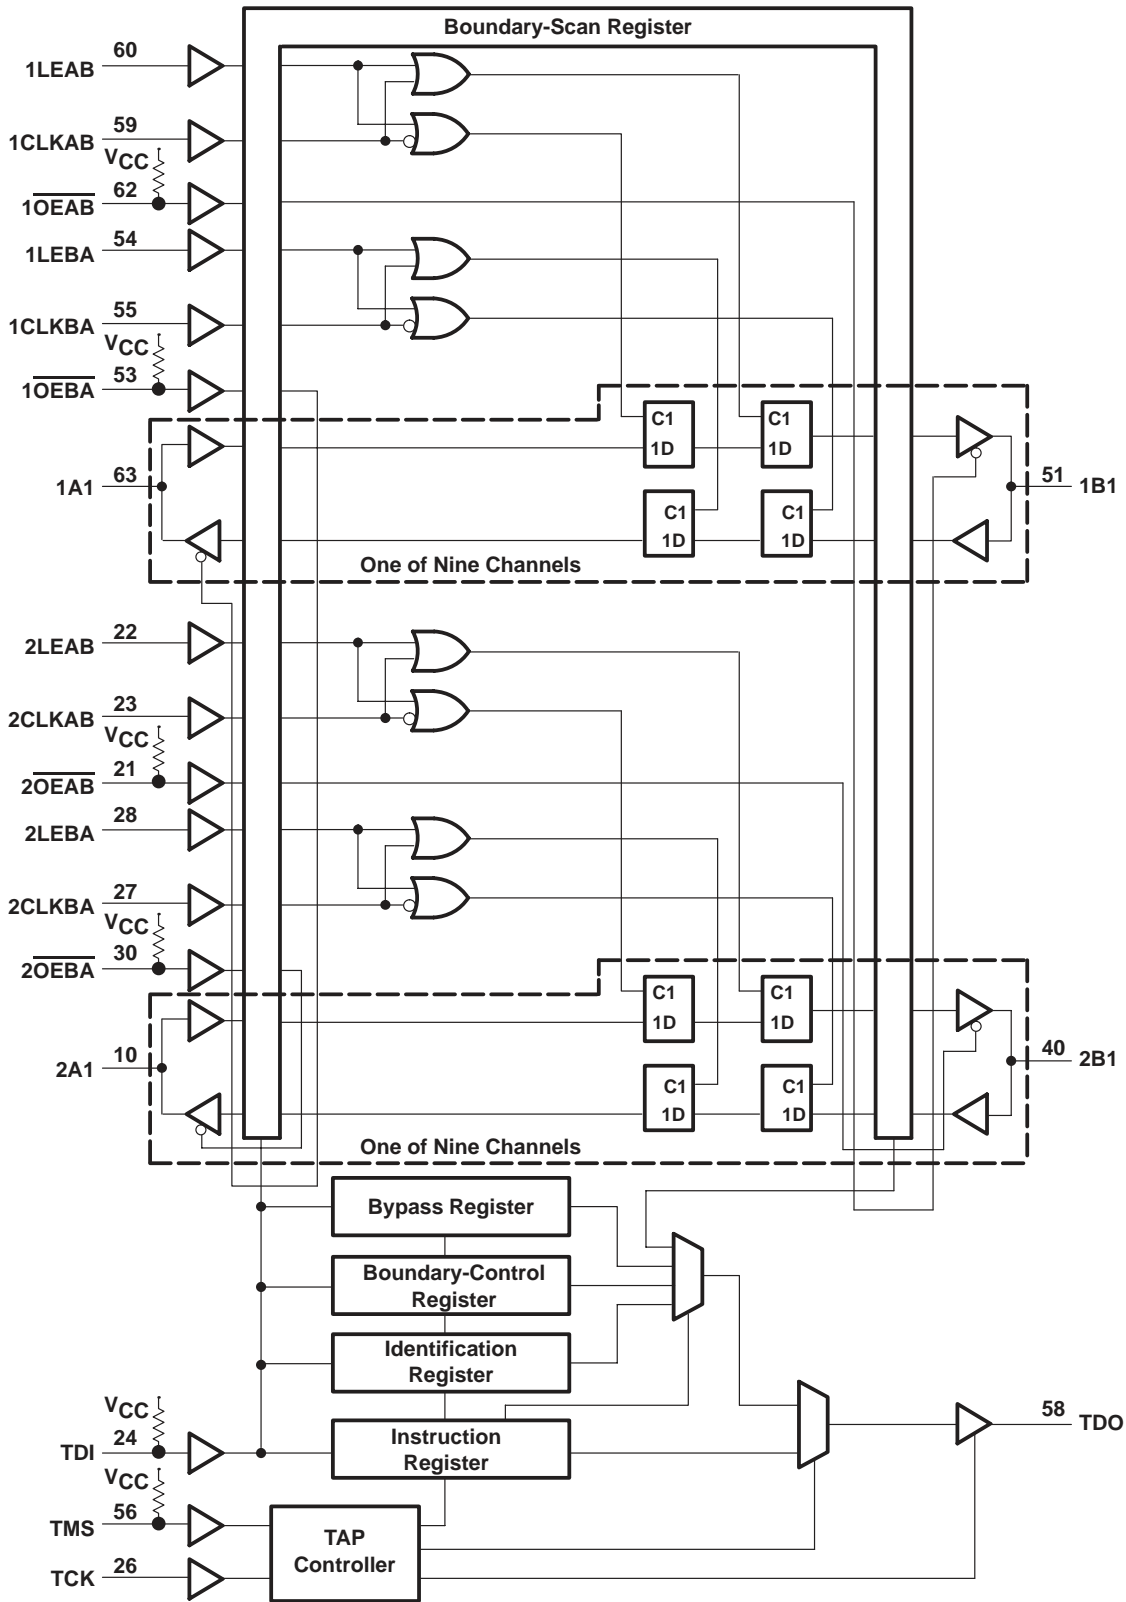 Boundary-Scan Register
60
1LEAB
59
1CLKAB
VCC
62
1OEAB
54
1LEBA
55
1CLKBA
VCC
53
1OEBA
C1
1D
C1
1D
63
1A1
51
1B1
C1
1D
C1
1D
One of Nine Channels
22
2LEAB
23
2CLKAB
VCC
21
2OEAB
28
2LEBA
27
2CLKBA
VCC
30
2OEBA
C1
1D
C1
1D
10
2A1
40
2B1
C1
1D
C1
1D
One of Nine Channels
Bypass Register
Boundary-Control
Register
Identification
Register
VCC
24
TDI
Instruction
Register
58
TDO
VCC
56
TMS
TAP
Controller
26
TCK